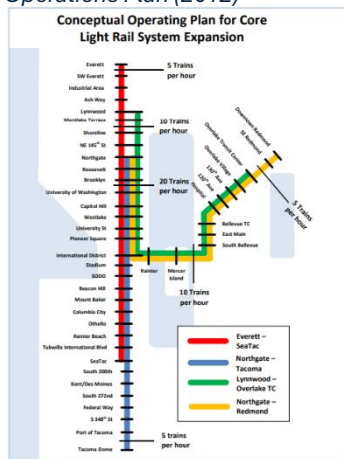 Operations Plan (2012)
Conceptual Operating Plan for Core
Light Rail System Expansion
Everett
SW Everett
Industrial Area
Ash Way
Lynnwood
Mountlake Terrace
Shoreline
NE 145th St
Northgate
Roosevelt
Brooklyn
University of Washington
Capitol Hill
Westlake
University St
Pioneer Square
International District
Stadium
SODO
Beacon Hill
Mount Baker
Columbia City
Othello
Rainier Beach
Tukwila International Blvd
SeaTac
South 200th
Kent/Des Moines
South 272nd
Federal Way
S 348th St
Port of Tacoma
Tacoma Dome
5 Trains
per hour
10 Trains
per hour
20 Trains
per hour
Downtown Redmond
SE Redmond
Overlake Transit Center
Overlake Village
130th Ave
120th Ave
Hospital
5 Trains
per hour
Bellevue TC
East Main
South Bellevue
Rainier
Mercer
Island
10 Trains
per hour
Everett –
SeaTac
Northgate –
Tacoma
Lynnwood –
Overlake TC
Northgate –
Redmond
5 trains
per hour